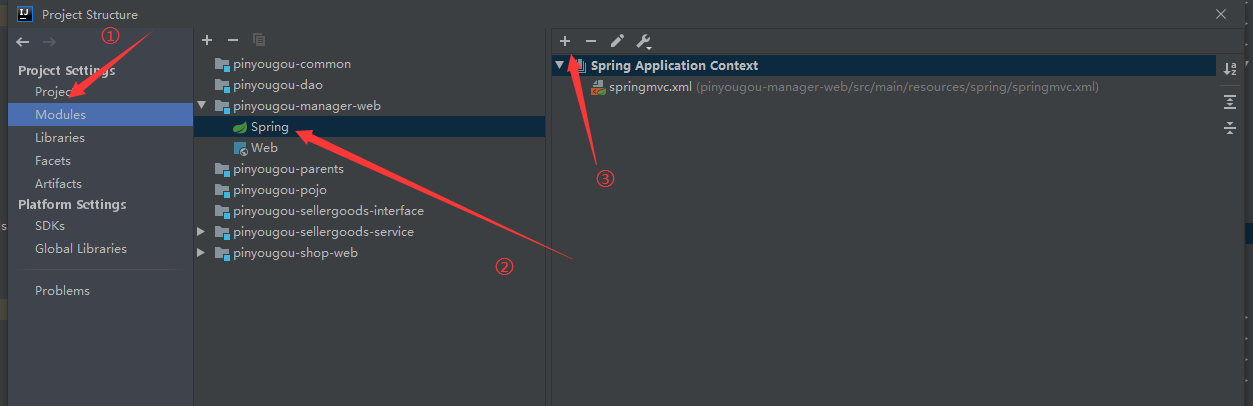 Project Structure
①
Project Settings
Project
Modules
Libraries
Facets
Artifacts
Platform Settings
SDKs
Global Libraries
Problems
pinyougou-common
pinyougou-dao
pinyougou-manager-web
Spring
Web
pinyougou-parents
pinyougou-pojo
pinyougou-sellergoods-interface
pinyougou-sellergoods-service
pinyougou-shop-web
②
Spring Application Context
springmvc.xml (pinyougou-manager-web/src/main/resources/spring/springmvc.xml)
③